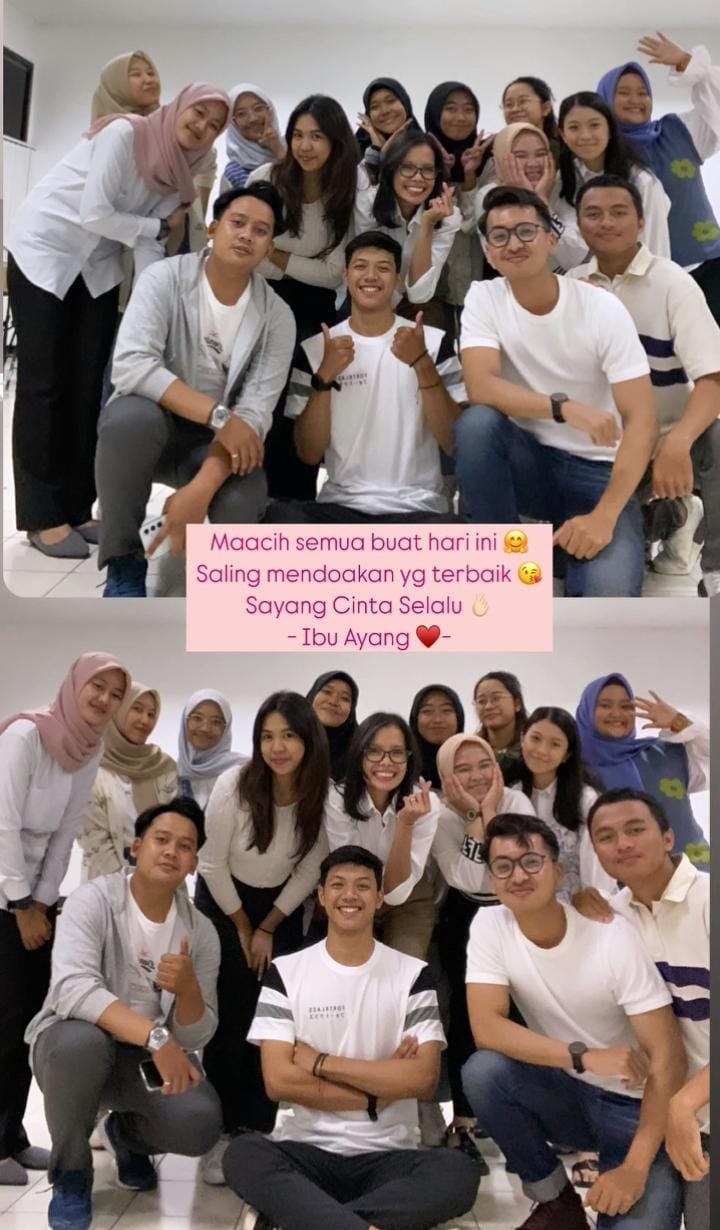 Maacih semua buat hari ini 🤗
Saling mendoakan yg terbaik 😘
Sayang Cinta Selalu 🫰🏻
- Ibu Ayang ♥️-